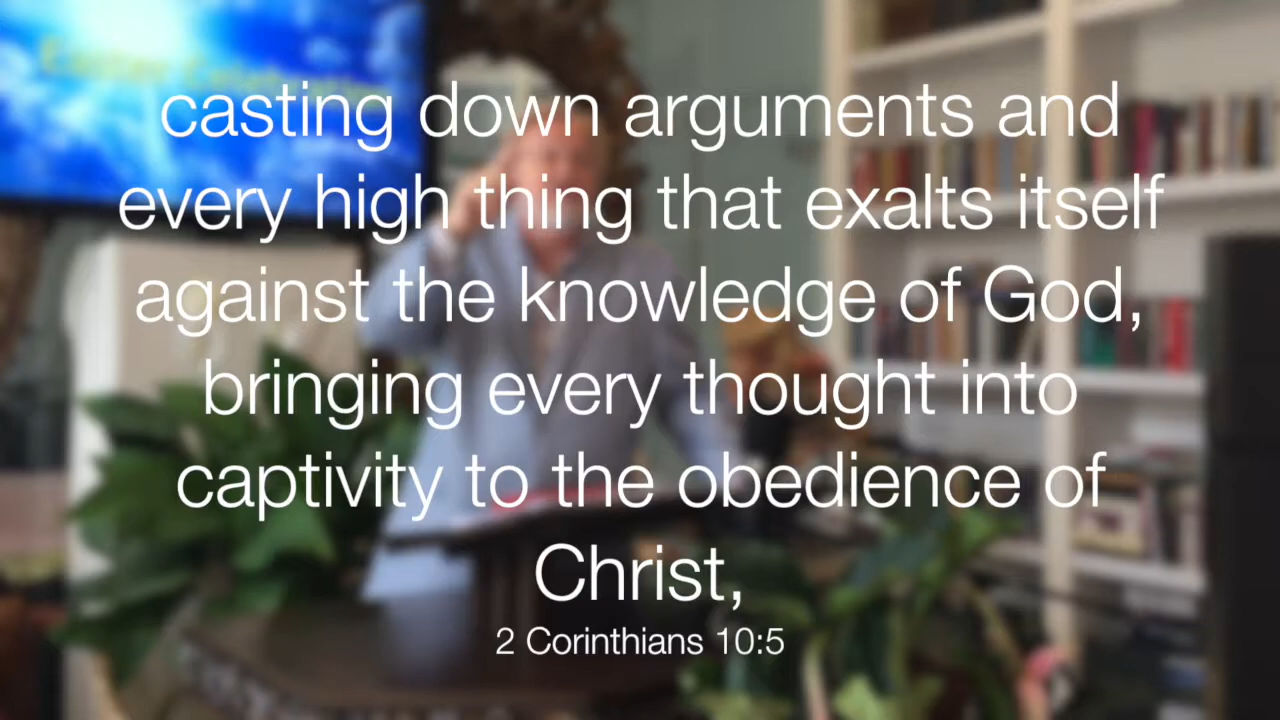 casting down arguments and
every high thing that exalts itself
against the knowledge of God,
bringing every thought into
captivity to the obedience of
Christ,
2 Corinthians 10:5